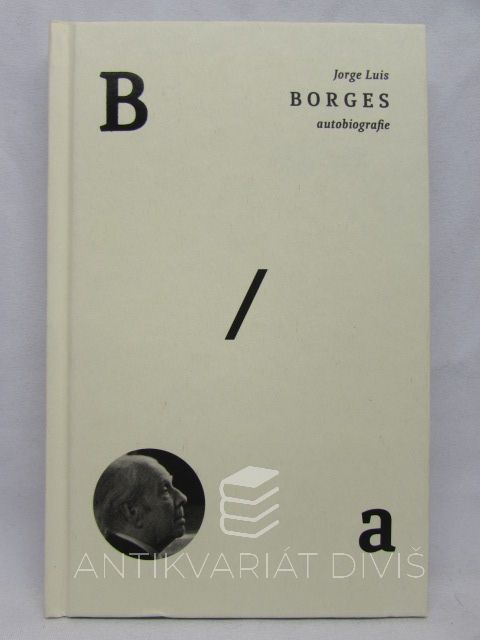 B
Jorge Luis
BORGES
autobiografie
/
a
ANTIKVARIÁT DIVIŠ